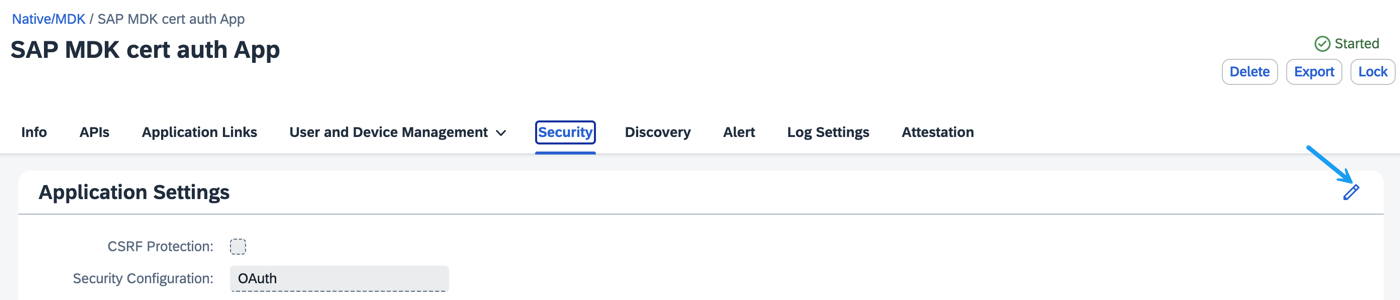 Native/MDK / SAP MDK cert auth App
SAP MDK cert auth App
Started
Delete Export Lock
Info APIs Application Links User and Device Management Security Discovery Alert Log Settings Attestation
Application Settings
CSRF Protection:
Security Configuration: OAuth